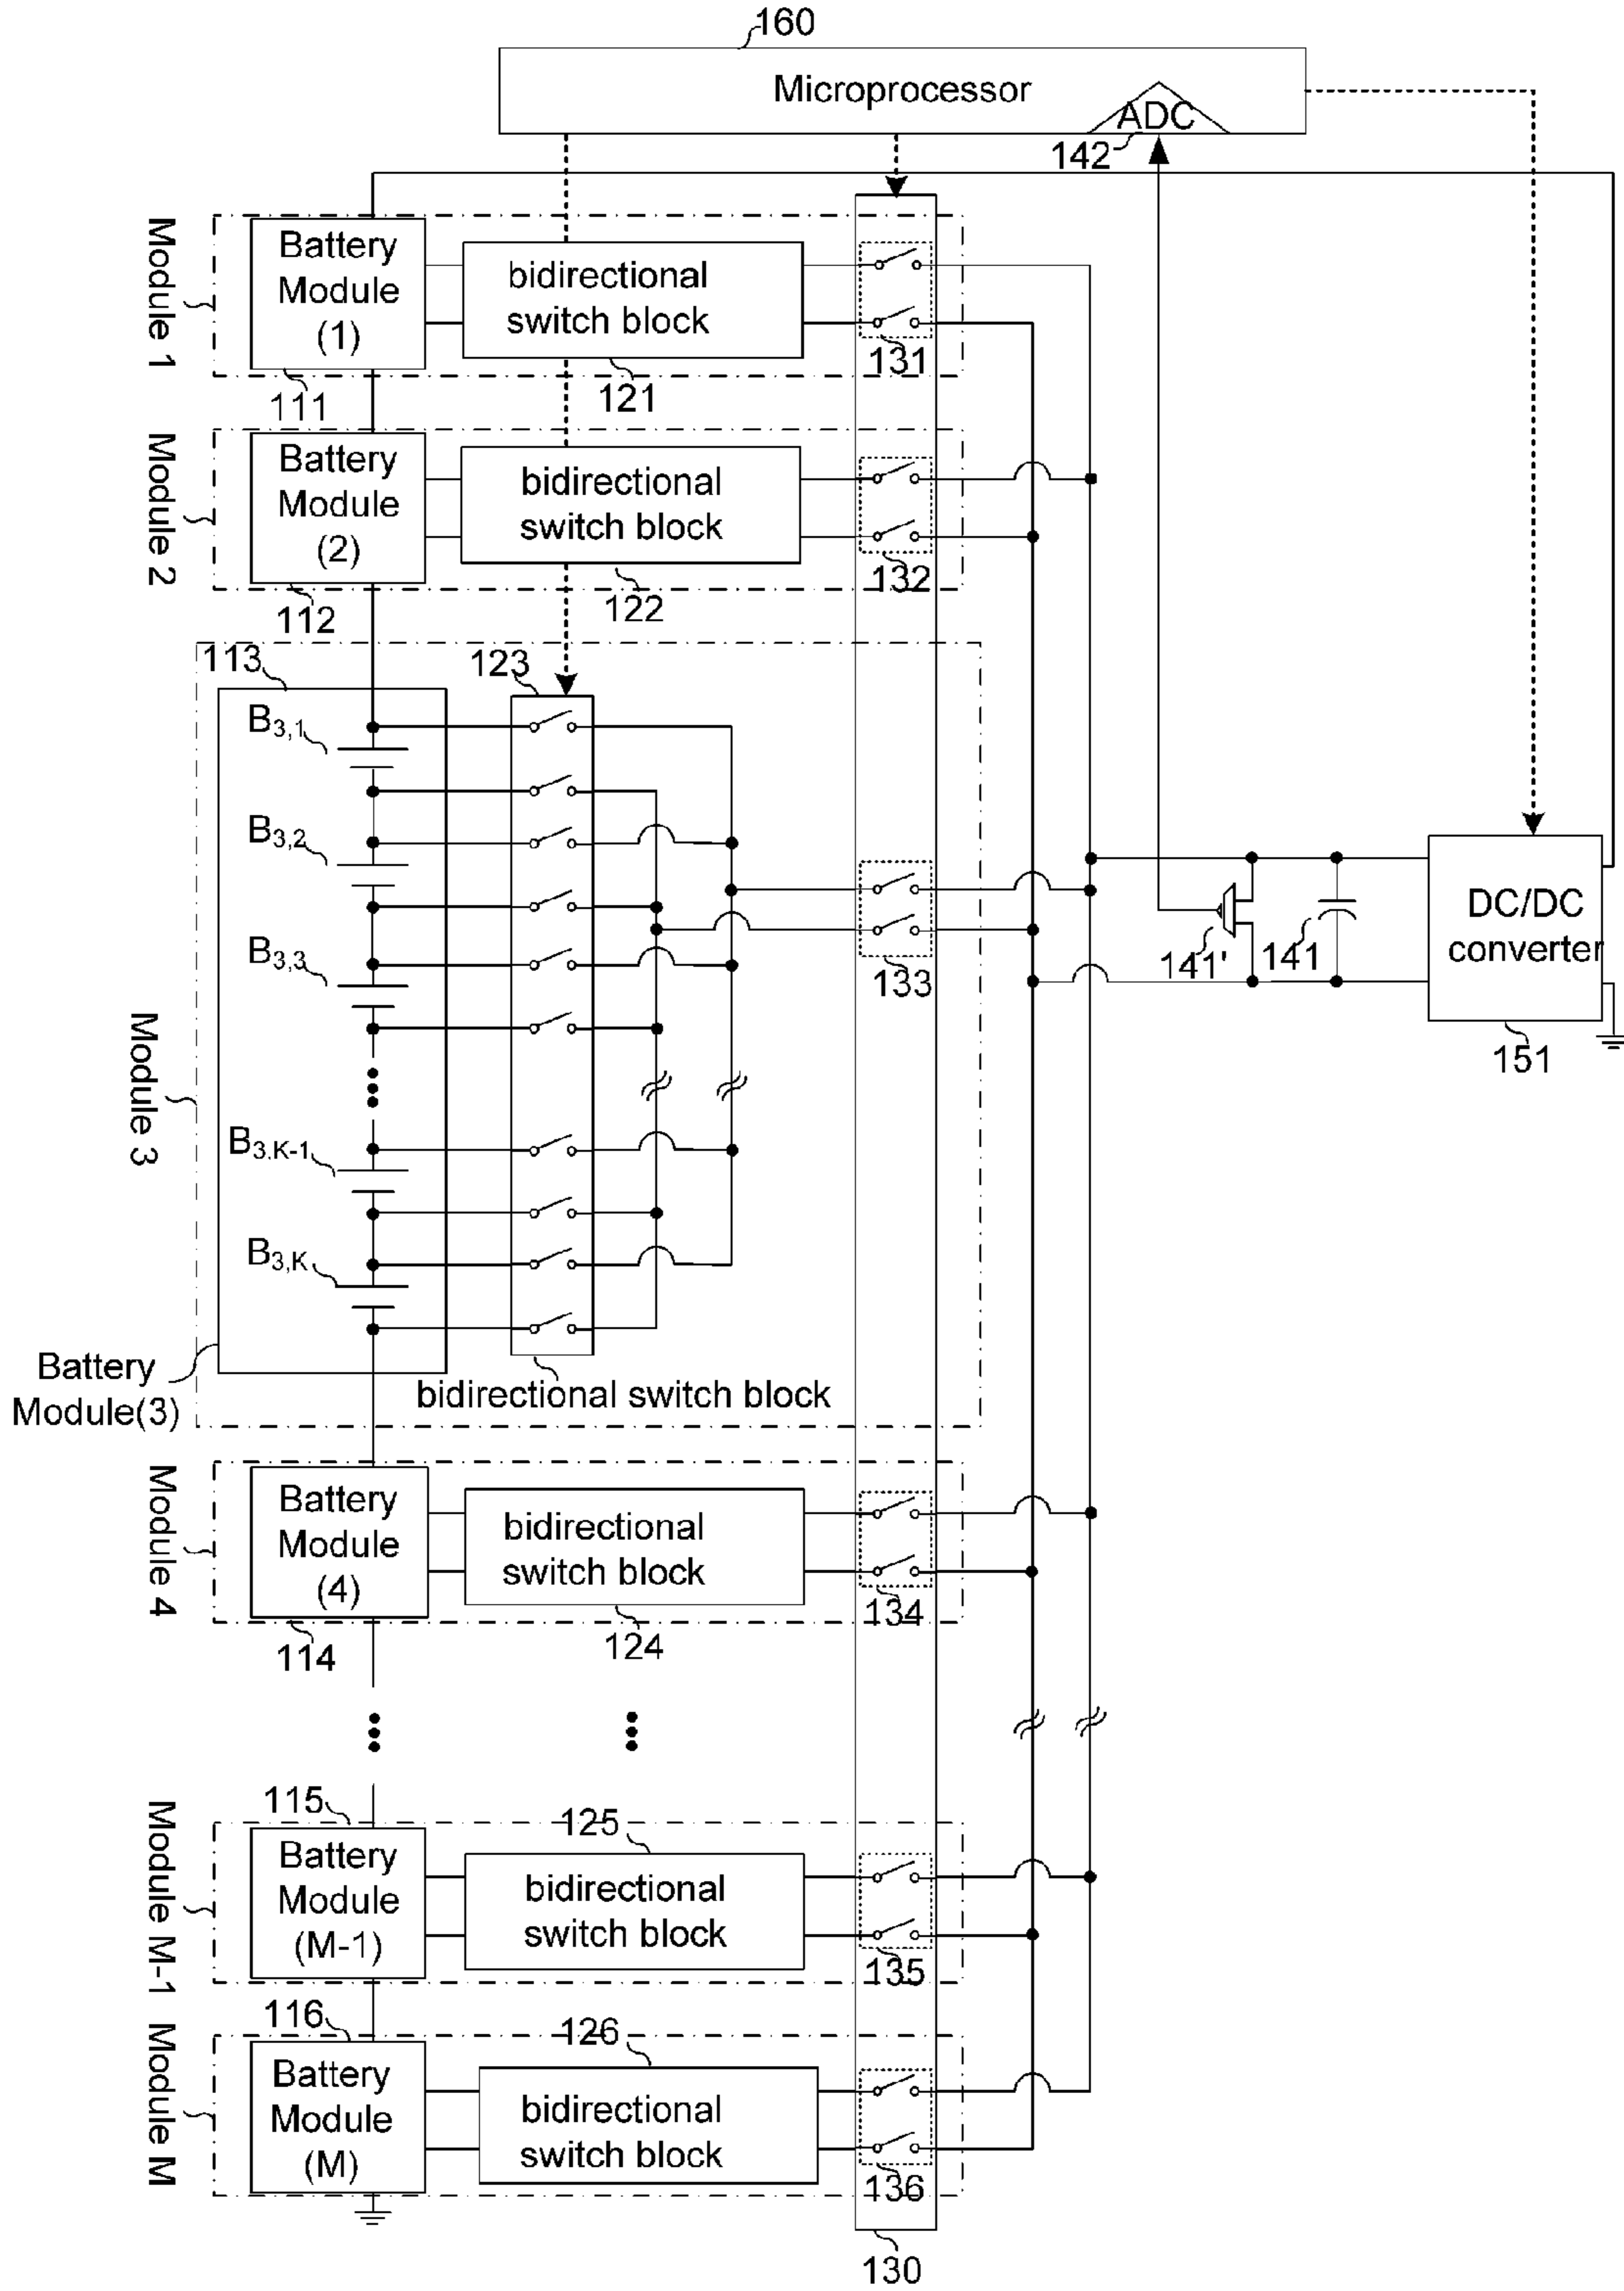 160
Microprocessor
ADC
142
Module 1
Battery
Module
(1)
bidirectional
switch block
131
111
121
Module 2
Battery
Module
(2)
bidirectional
switch block
132
112
122
113
123
B3,1
B3,2
B3,3
133
141'
141
DC/DC
converter
151
Module 3
B3,K-1
B3,K
Battery
Module(3)
bidirectional switch block
Module 4
Battery
Module
(4)
bidirectional
switch block
134
114
124
115
125
Module M-1
Battery
Module
(M-1)
bidirectional
switch block
135
116
126
Module M
Battery
Module
(M)
bidirectional
switch block
136
130